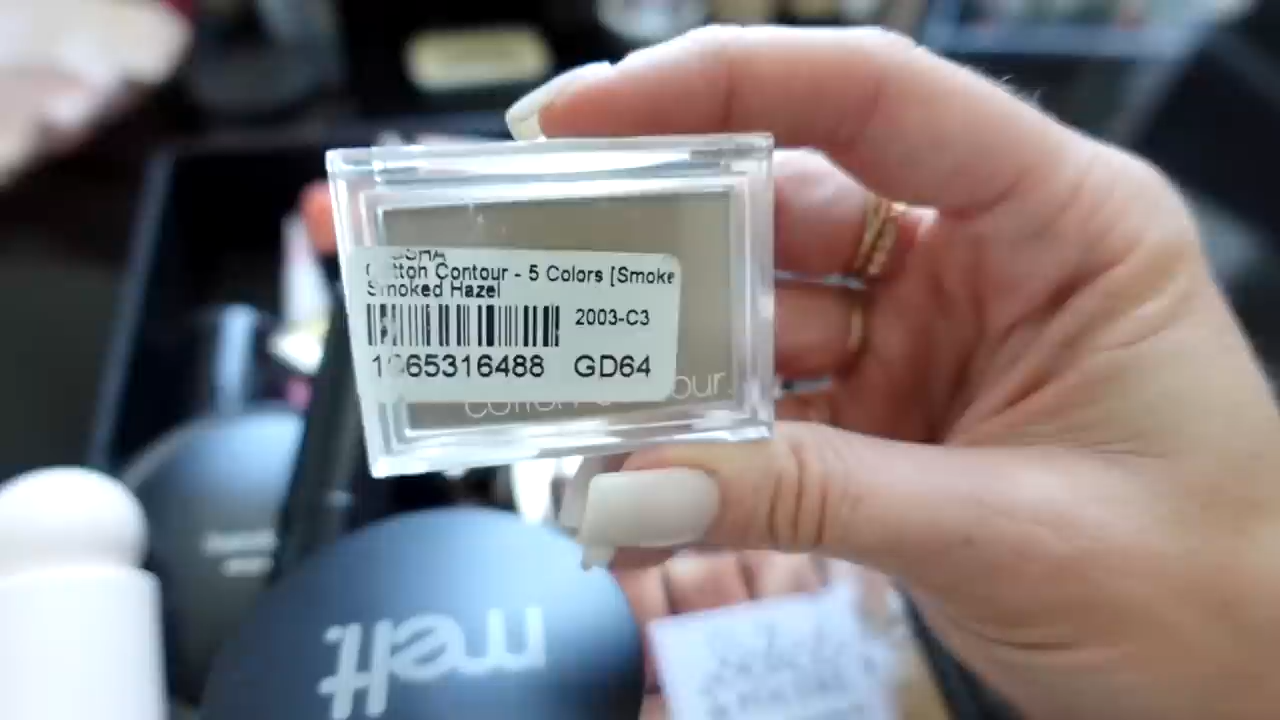 Cotton Contour - 5 Colors [Smoke
Smoked Hazel
2003-C3
GD64
cotton contour.
melt